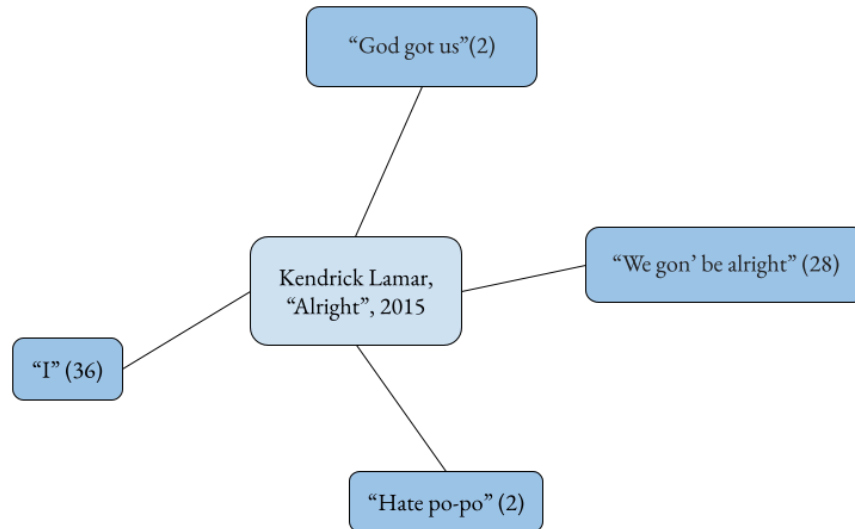 “God got us”(2)
“We gon’ be alright” (28)
Kendrick Lamar,
“Alright”, 2015
“I” (36)
“Hate po-po” (2)